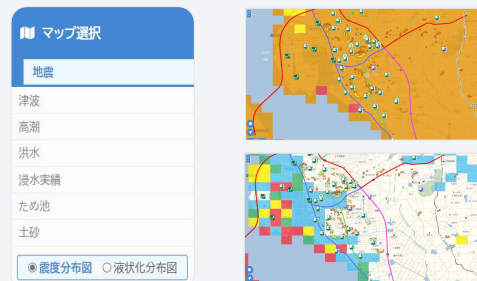 マップ選択
地震
津波
高潮
洪水
浸水実績
ため池
土砂
震度分布図 液状化分布図